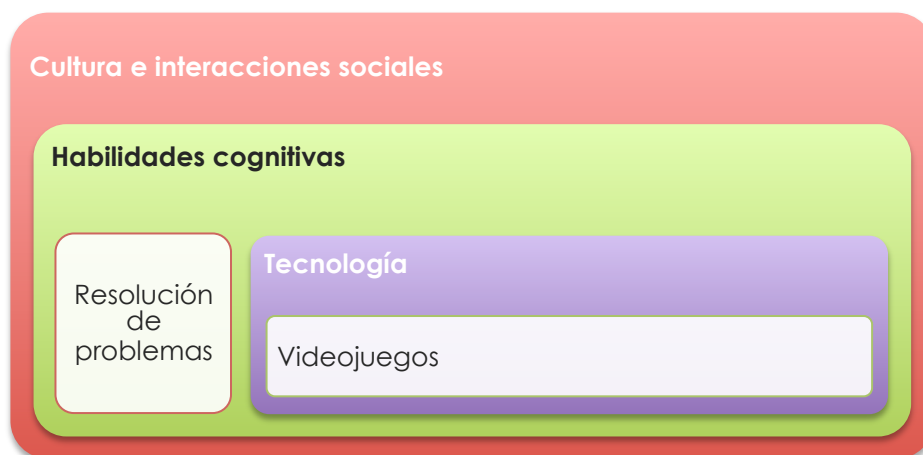 Cultura e interacciones sociales
Habilidades cognitivas
Resolución
de
problemas
Tecnología
Videojuegos